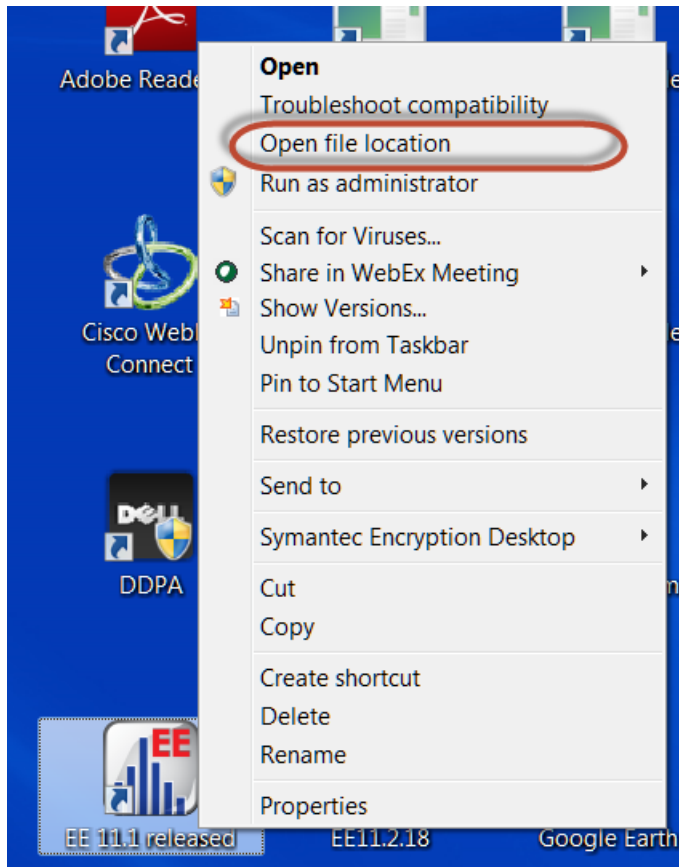 Adobe Reade
Open
Troubleshoot compatibility
Open file location
Run as administrator
Scan for Viruses...
Share in WebEx Meeting
Show Versions...
Unpin from Taskbar
Pin to Start Menu
Cisco Web
Connect
Restore previous versions
Send to
Symantec Encryption Desktop
DELL
DDPA
Cut
Copy
Create shortcut
Delete
Rename
Properties
EE
EE 11.1 released
EE11.2.18
Google Earth